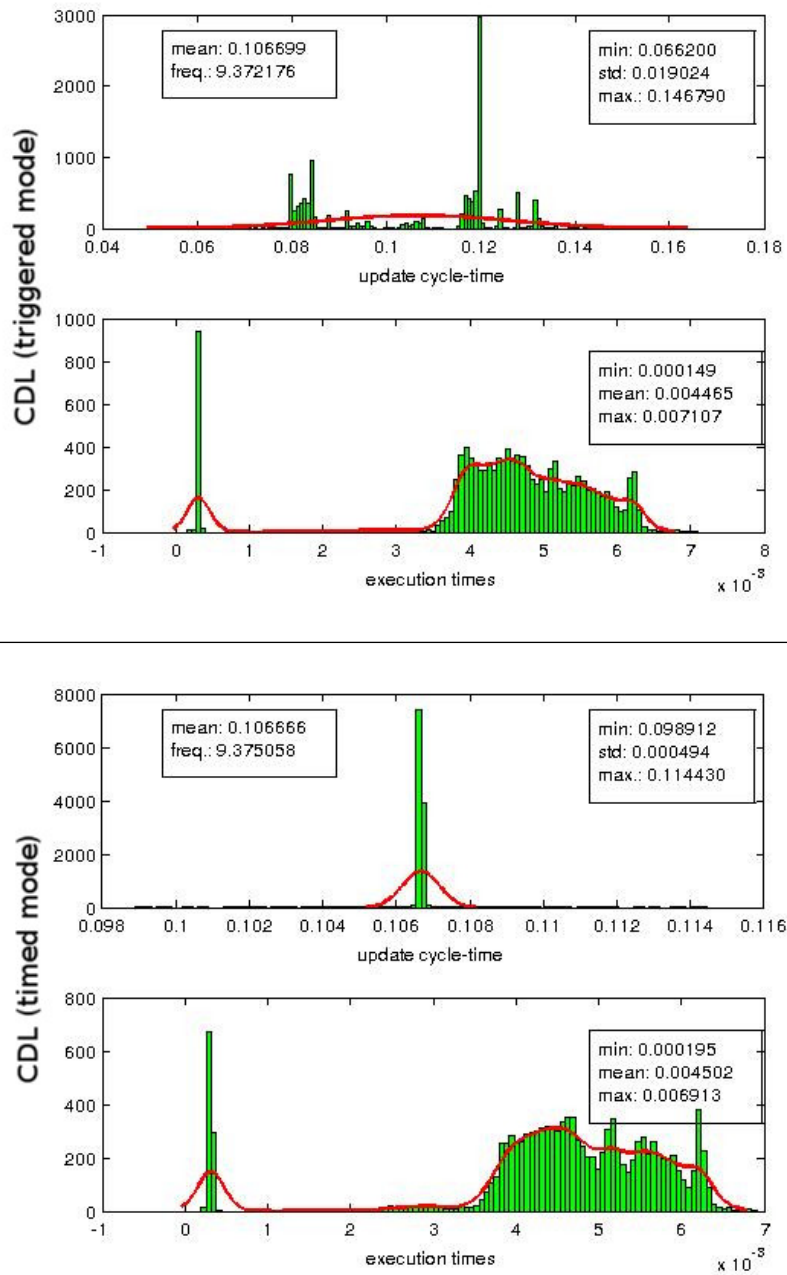 CDL (triggered mode)
3000
2000
1000
0
mean: 0.106699
freq.: 9.372176
min: 0.066200
std: 0.019024
max.: 0.146790
0.04 0.06 0.08 0.1 0.12 0.14 0.16 0.18
update cycle-time
1000
800
600
400
200
0
min: 0.000149
mean: 0.004465
max: 0.007107
-1 0 1 2 3 4 5 6 7 8
execution times
x 10-3
CDL (timed mode)
8000
6000
4000
2000
0
mean: 0.106666
freq.: 9.375058
min: 0.098912
std: 0.000494
max.: 0.114430
0.098 0.1 0.102 0.104 0.106 0.108 0.11 0.112 0.114 0.116
update cycle-time
800
600
400
200
0
min: 0.000195
mean: 0.004502
max: 0.006913
-1 0 1 2 3 4 5 6 7
execution times
x 10-3